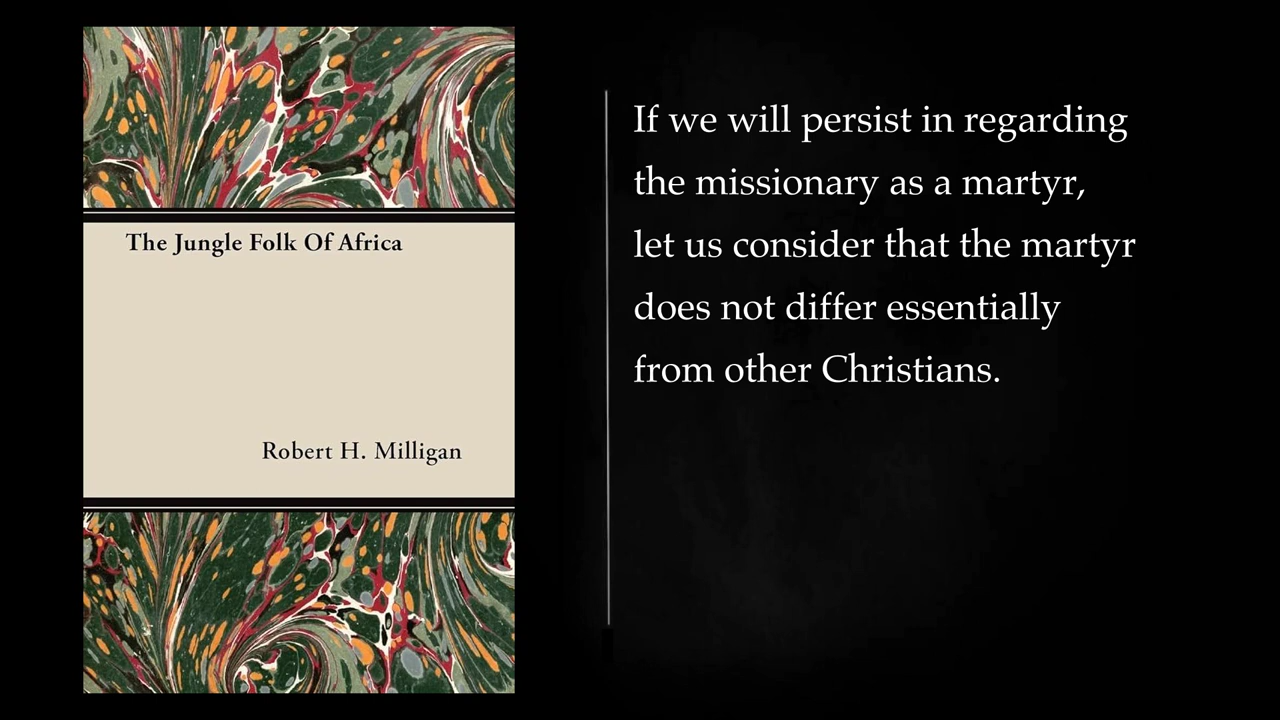 The Jungle Folk Of Africa
Robert H. Milligan
If we will persist in regarding
the missionary as a martyr,
let us consider that the martyr
does not differ essentially
from other Christians.